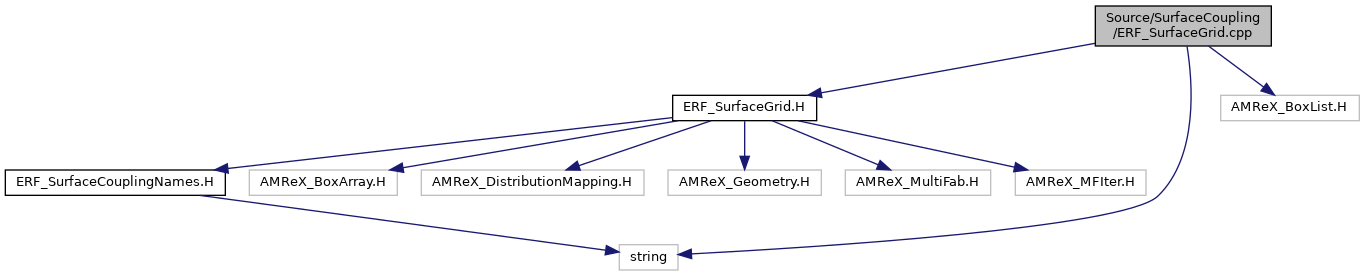 Source/SurfaceCoupling
/ERF_SurfaceGrid.cpp
ERF_SurfaceGrid.H
AMReX_BoxList.H
ERF_SurfaceCouplingNames.H
AMReX_BoxArray.H
AMReX_DistributionMapping.H
AMReX_Geometry.H
AMReX_MultiFab.H
AMReX_MFIter.H
string